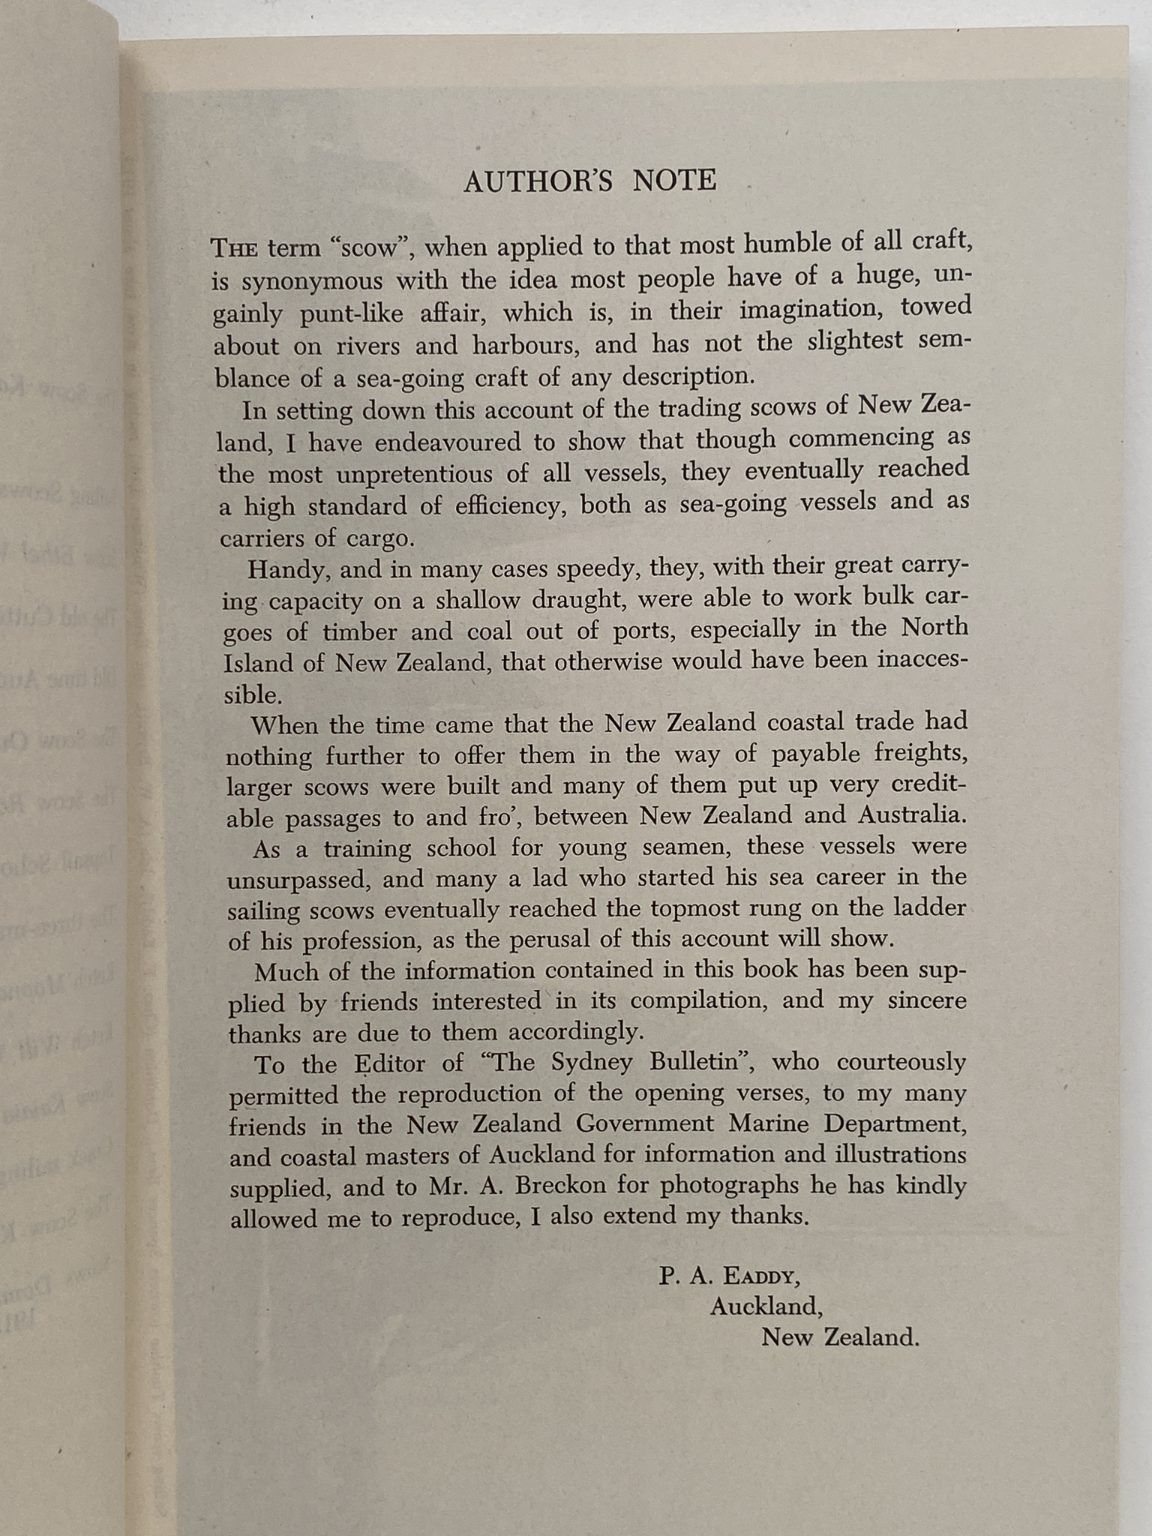 AUTHOR'S NOTE
THE term “scow”, when applied to that most humble of all craft,
is synonymous with the idea most people have of a huge, un-
gainly punt-like affair, which is, in their imagination, towed
about on rivers and harbours, and has not the slightest sem-
blance of a sea-going craft of any description.
In setting down this account of the trading scows of New Zea-
land, I have endeavoured to show that though commencing as
the most unpretentious of all vessels, they eventually reached
a high standard of efficiency, both as sea-going vessels and as
carriers of cargo.
Handy, and in many cases speedy, they, with their great carry-
ing capacity on a shallow draught, were able to work bulk car-
goes of timber and coal out of ports, especially in the North
Island of New Zealand, that otherwise would have been inacces-
sible.
When the time came that the New Zealand coastal trade had
nothing further to offer them in the way of payable freights,
larger scows were built and many of them put up very credit-
able passages to and fro’, between New Zealand and Australia.
As a training school for young seamen, these vessels were
unsurpassed, and many a lad who started his sea career in the
sailing scows eventually reached the topmost rung on the ladder
of his profession, as the perusal of this account will show.
Much of the information contained in this book has been sup-
plied by friends interested in its compilation, and my sincere
thanks are due to them accordingly.
To the Editor of “The Sydney Bulletin”, who courteously
permitted the reproduction of the opening verses, to my many
friends in the New Zealand Government Marine Department,
and coastal masters of Auckland for information and illustrations
supplied, and to Mr. A. Breckon for photographs he has kindly
allowed me to reproduce, I also extend my thanks.
P. A. EADDY,
Auckland,
New Zealand.